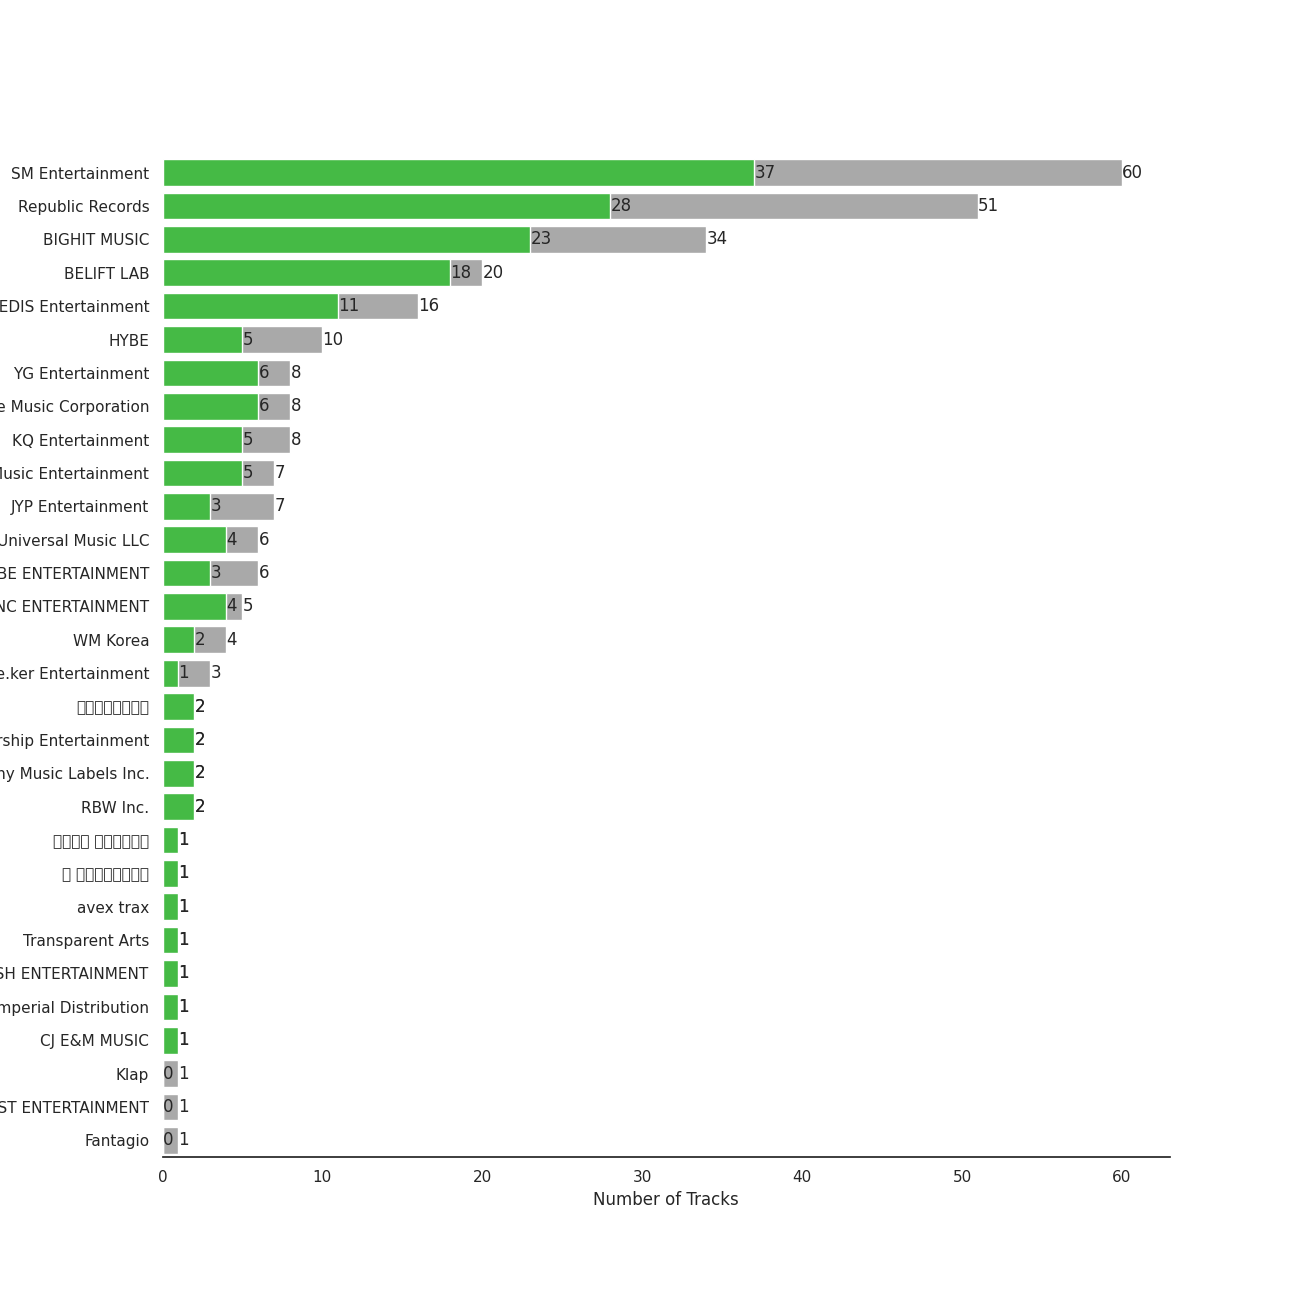 SM Entertainment 37 60
Republic Records 28 51
BIGHIT MUSIC 23 34
BELIFT LAB 18 20
EDIS Entertainment 11 16
HYBE 5 10
YG Entertainment 6 8
e Music Corporation 6 8
KQ Entertainment 5 8
Music Entertainment 5 7
JYP Entertainment 3 7
Universal Music LLC 4 6
BE ENTERTAINMENT 3 6
NC ENTERTAINMENT 4 5
WM Korea 2 4
e.ker Entertainment 1 3
2
rship Entertainment 2
ny Music Labels Inc. 2
RBW Inc. 2
1
1
avex trax 1
Transparent Arts 1
SH ENTERTAINMENT 1
mperial Distribution 1
CJ E&M MUSIC 1
Klap 0 1
ST ENTERTAINMENT 0 1
Fantagio 0 1
0 10 20 30 40 50 60
Number of Tracks